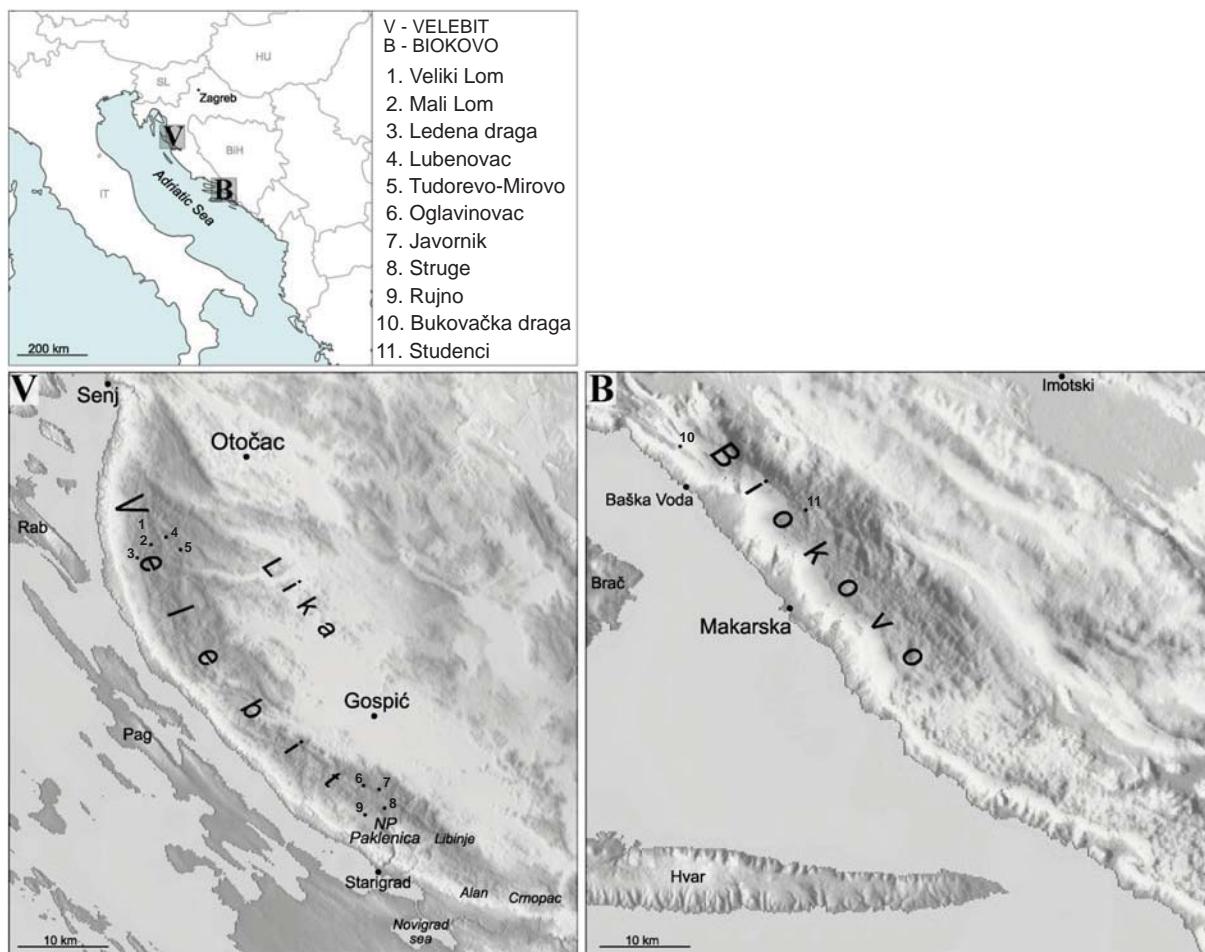 HU
SL
Zagreb
V
BiH
B
IT
Adriatic Sea
200 km
V - VELEBIT
B - BIOKOVO
1. Veliki Lom
2. Mali Lom
3. Ledena draga
4. Lubenovac
5. Tudorevo-Mirovo
6. Oglavinovac
7. Javornik
8. Struge
9. Rujno
10. Bukovačka draga
11. Studenci
V
Senj
Otočac
Rab
Velebit
1
2
3
4
5
Lika
Gospić
Pag
6
7
8
9
NP
Paklenica
Libinje
Starigrad
Alan
Crnopac
Novigrad
sea
10 km
B
Imotski
10
Biokovo
Baška Voda
11
Brač
Makarska
Hvar
10 km